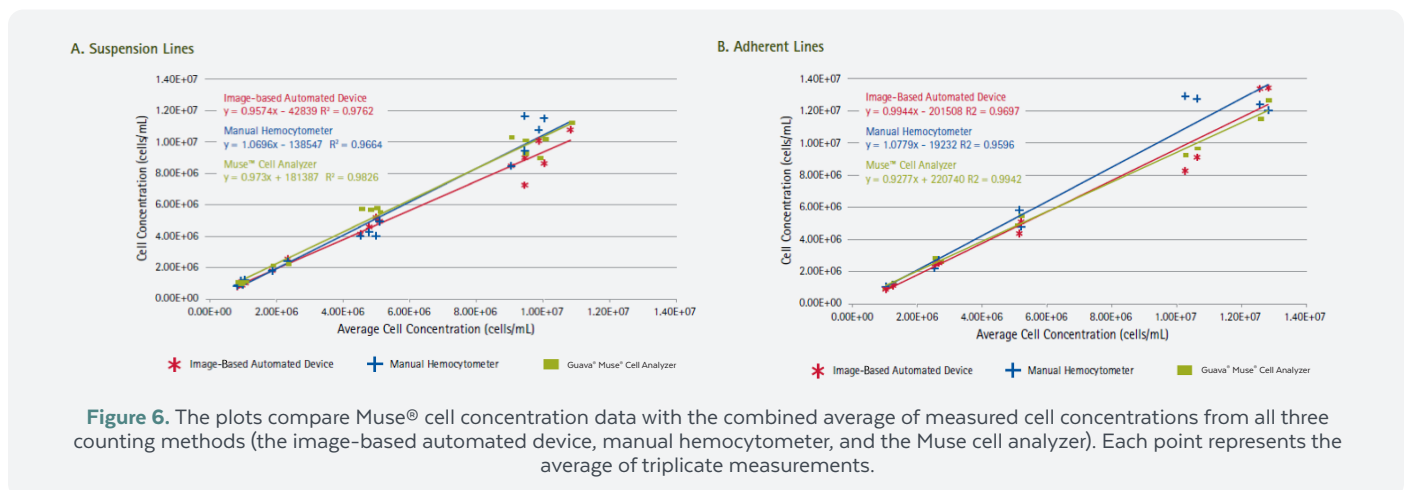 A. Suspension Lines
1.40E+07
1.20E+07
1.00E+07
8.00E+06
6.00E+06
4.00E+06
2.00E+06
0.00E+00
Cell Concentration (cells/mL)
Image-based Automated Device
y = 0.9574x - 42839 R² = 0.9762
Manual Hemocytometer
y = 1.0696x - 138547 R² = 0.9664
Muse™ Cell Analyzer
y = 0.973x + 181387 R² = 0.9826
0.00E+00 2.00E+06 4.00E+06 6.00E+06 8.00E+06 1.00E+07 1.20E+07 1.40E+07
Average Cell Concentration (cells/mL)
Image-Based Automated Device Manual Hemocytometer Guava® Muse® Cell Analyzer
B. Adherent Lines
1.40E+07
1.20E+07
1.00E+07
8.00E+06
6.00E+06
4.00E+06
2.00E+06
0.00E+00
Cell Concentration (cells/mL)
Image-Based Automated Device
y = 0.9944x - 201508 R2 = 0.9697
Manual Hemocytometer
y = 1.0779x - 19232 R2 = 0.9596
Muse™ Cell Analyzer
y = 0.9277x + 220740 R2 = 0.9942
0.00E+00 2.00E+06 4.00E+06 6.00E+06 8.00E+06 1.00E+07 1.20E+07 1.40E+07
Average Cell Concentration (cells/mL)
Image-Based Automated Device Manual Hemocytometer Guava® Muse® Cell Analyzer
Figure 6. The plots compare Muse® cell concentration data with the combined average of measured cell concentrations from all three
counting methods (the image-based automated device, manual hemocytometer, and the Muse cell analyzer). Each point represents the
average of triplicate measurements.